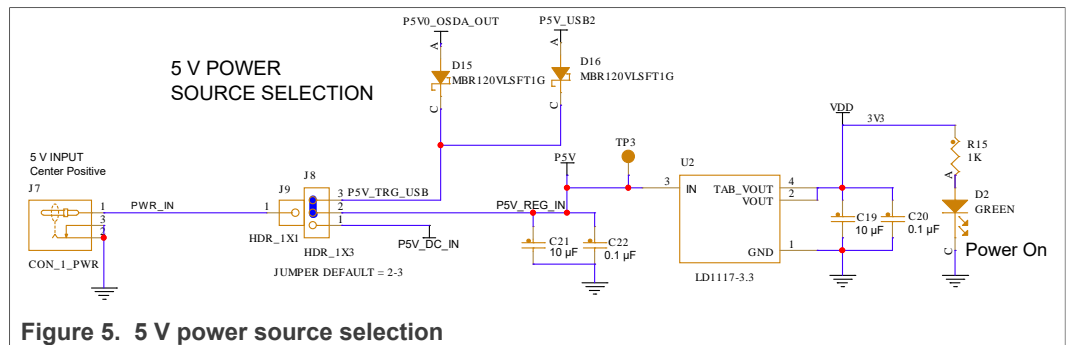 P5V0_OSDA_OUT
P5V_USB2
A
A
D15
MBR120VLSFT1G
D16
MBR120VLSFT1G
C
C
5 V POWER
SOURCE SELECTION
5 V INPUT
Center Positive
J7
1
3
2
CON_1_PWR
PWR_IN
J9
1
HDR_1X1
J8
3
2
1
HDR_1X3
P5V_TRG_USB
P5V_REG_IN
P5V_DC_IN
JUMPER DEFAULT = 2-3
P5V
TP3
C21
10 µF
C22
0.1 µF
U2
3
IN
TAB_VOUT
VOUT
GND
4
2
1
LD1117-3.3
VDD
3V3
C19
10 µF
C20
0.1 µF
R15
1K
A
D2
GREEN
C
Power On
Figure 5. 5 V power source selection